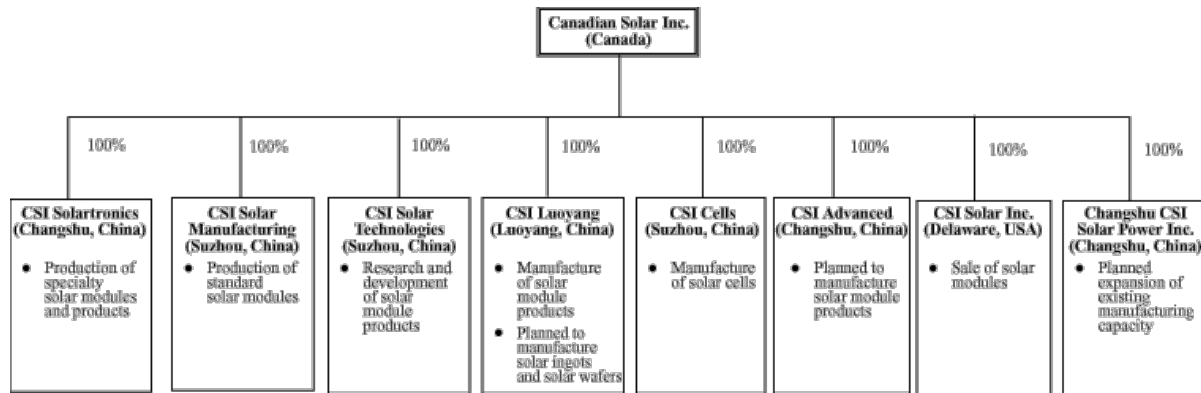 Canadian Solar Inc.
(Canada)
100%
100%
100%
100%
100%
100%
100%
100%
CSI Solartronics
(Changshu, China)
● Production of
specialty
solar modules
and products
CSI Solar
Manufacturing
(Suzhou, China)
● Production of
standard
solar modules
CSI Solar
Technologies
(Suzhou, China)
● Research and
development
of solar
module
products
CSI Luoyang
(Luoyang, China)
● Manufacture
of solar
module
products
● Planned to
manufacture
solar ingots
and solar wafers
CSI Cells
(Suzhou, China)
● Manufacture
of solar cells
CSI Advanced
(Changshu, China)
● Planned to
manufacture
solar module
products
CSI Solar Inc.
(Delaware, USA)
● Sale of solar
modules
Changshu CSI
Solar Power Inc.
(Changshu, China)
● Planned
expansion of
existing
manufacturing
capacity